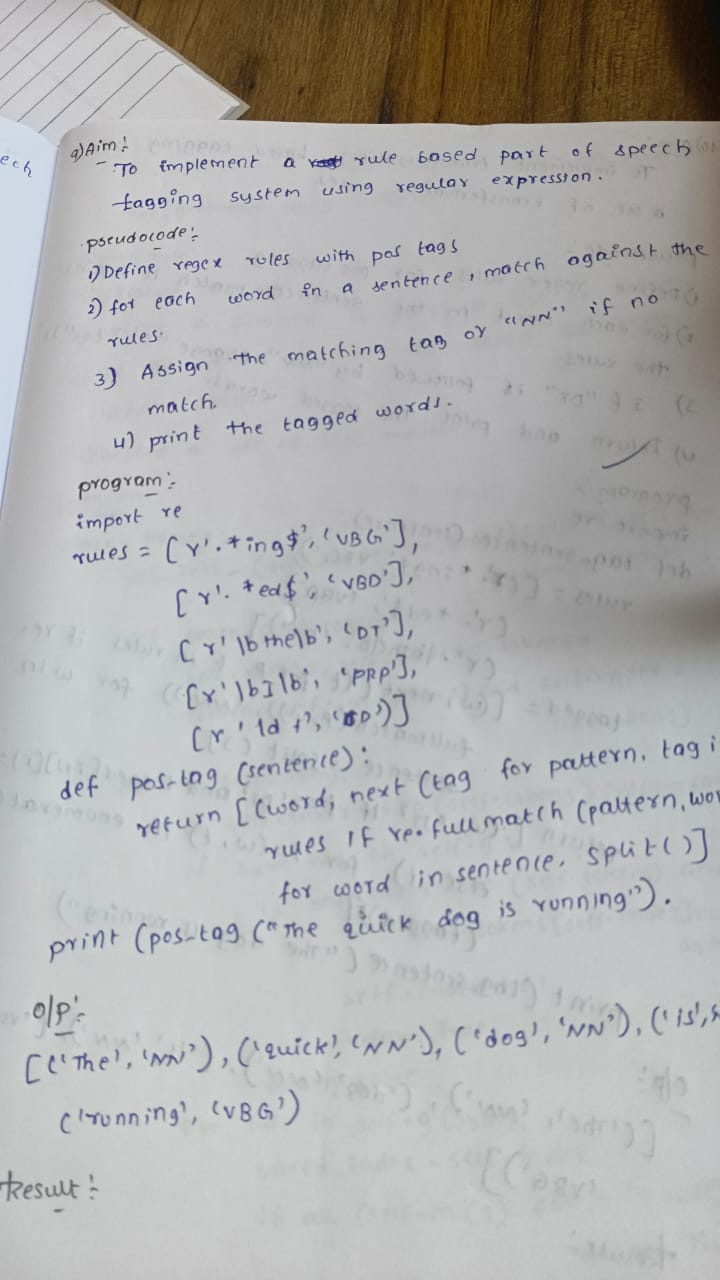 ech
9) Aim :
To implement a rule based part of speech
tagging system using regular expression.
pseudocode :-
1) Define regex rules with pos tags
2) for each word in a sentence, match against the
rules.
3) Assign the matching tag or "NN" if no
match.
4) print the tagged words.
program :-
import re
rules = [r'.*ing$', 'VBG'],
[r'.*ed$', 'VBD'],
[r'\bthe\b', 'DT'],
[r'\bI\b', 'PRP'],
[r'\d+', 'CD')]
def pos-tag (sentence):
return [(word, next (tag for pattern, tag i
rules if re.fullmatch (pattern, wor
for word in sentence. split()]
print (pos-tag ("The quick dog is running").
o/p :-
[('The', 'NN'), ('quick', 'NN'), ('dog', 'NN'), ('is',
('running', 'VBG')
Result :-